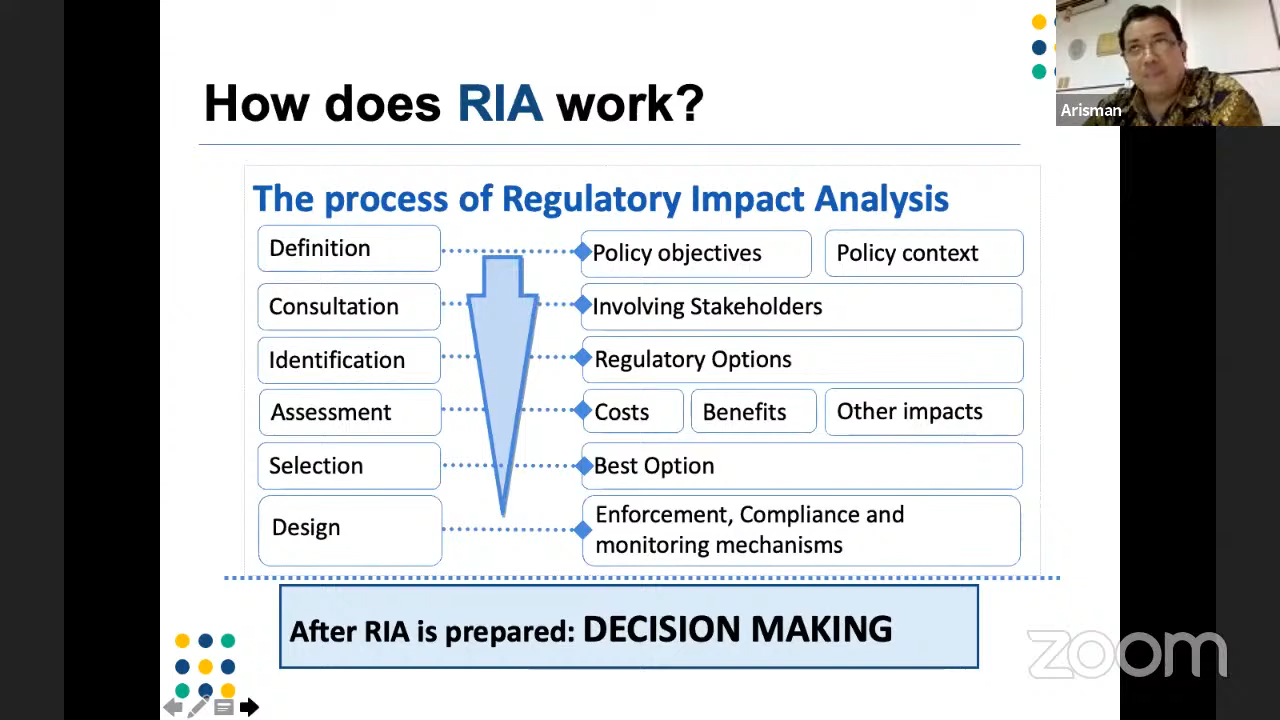 How does RIA work?
Arisman
The process of Regulatory Impact Analysis
Definition
Policy objectives
Policy context
Consultation
Involving Stakeholders
Identification
Regulatory Options
Assessment
Costs
Benefits
Other impacts
Selection
Best Option
Design
Enforcement, Compliance and
monitoring mechanisms
After RIA is prepared: DECISION MAKING
zoom